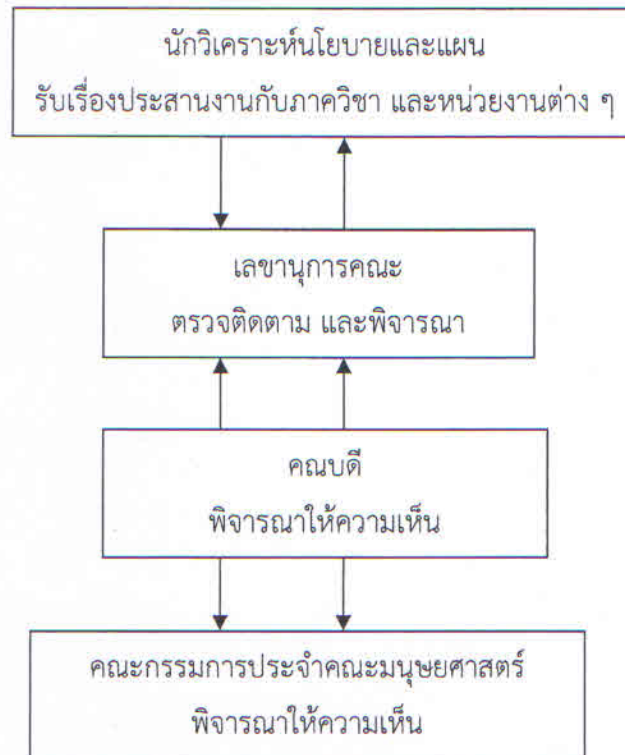 นักวิเคราะห์นโยบายและแผน
รับเรื่องประสานงานกับภาควิชา และหน่วยงานต่าง ๆ
เลขานุการคณะ
ตรวจติดตาม และพิจารณา
คณบดี
พิจารณาให้ความเห็น
คณะกรรมการประจำคณะมนุษยศาสตร์
พิจารณาให้ความเห็น